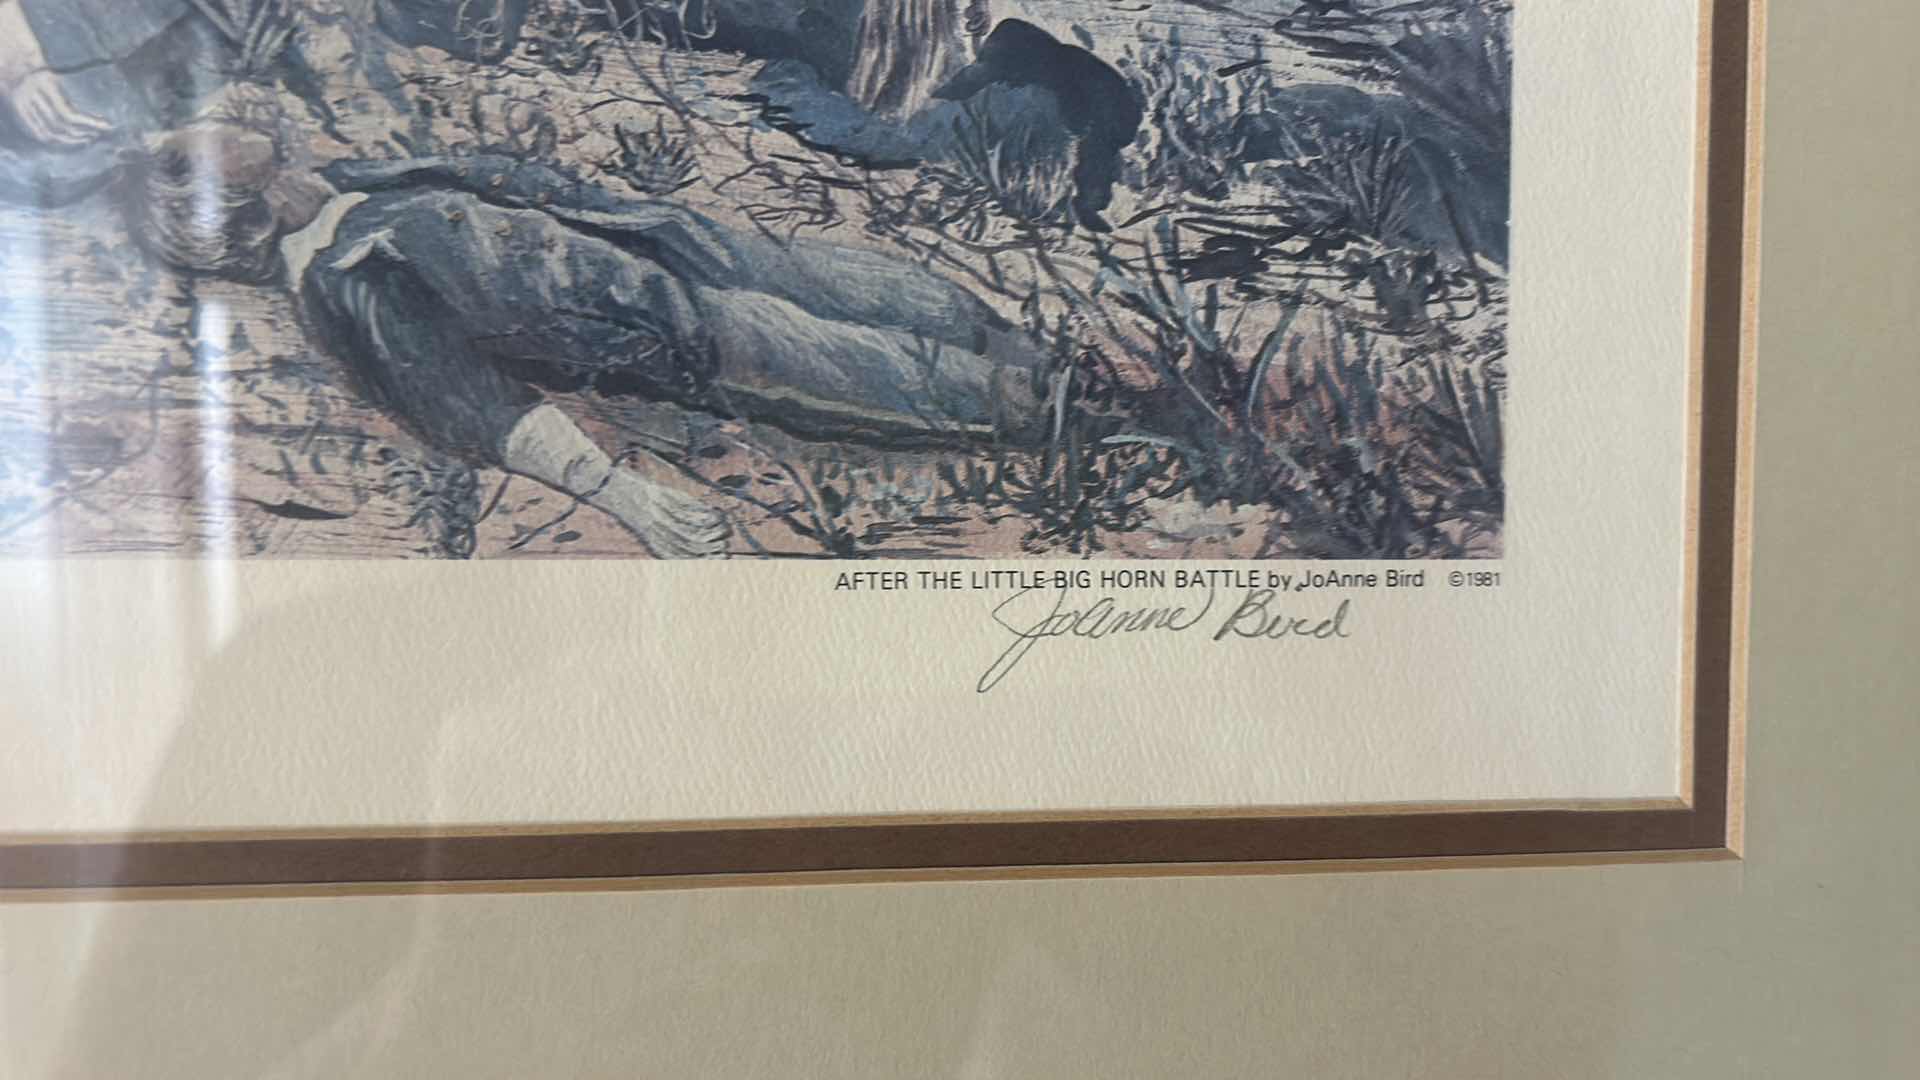 AFTER THE LITTLE BIG HORN BATTLE by JoAnne Bird ©1981
JoAnne Bird